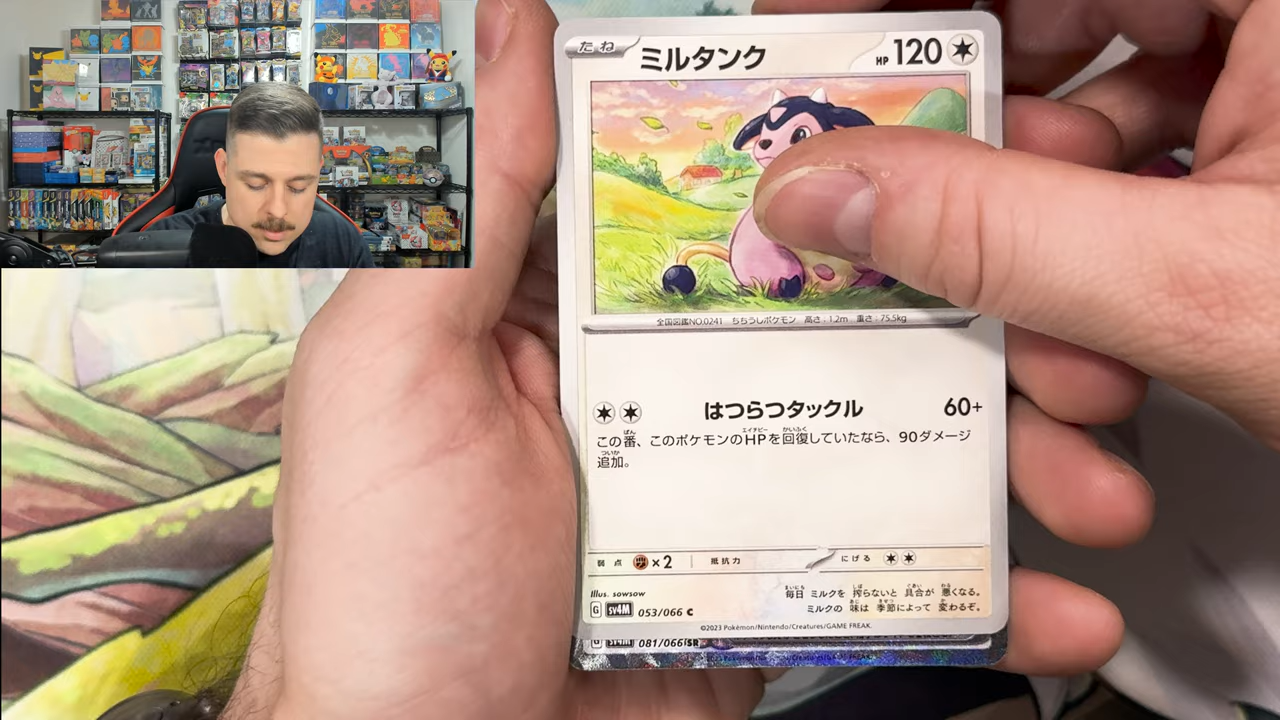 たね ミルタンク HP 120
全国図鑑NO.0241 ちちうしポケモン 高さ:1.2m 重さ:75.5kg
はつらつタックル 60+
この番、このポケモンのHPを回復していたなら、90ダメージ
追加。
弱点 ×2 抵抗力 にげる
Illus. sowsow
毎日 ミルクを 搾らないと 具合が 悪くなる。
ミルクの 味は 季節によって 変わるぞ。
G SV4M 053/066 C
©2023 Pokémon/Nintendo/Creatures/GAME FREAK.
G SV4M 081/066 SR